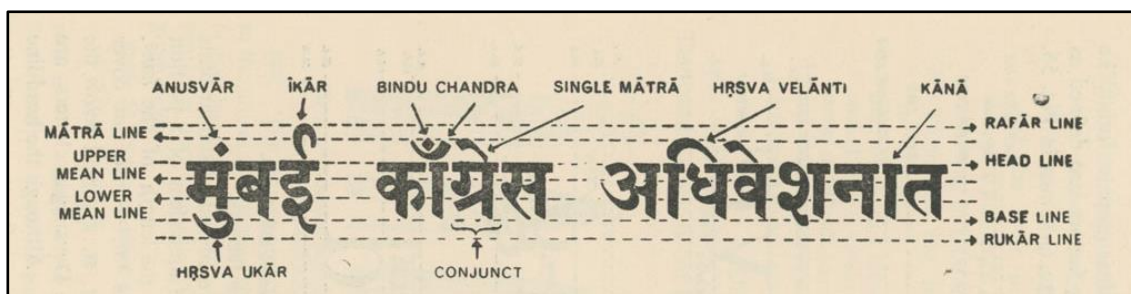 ANUSVĀR ĪKĀR BINDU CHANDRA SINGLE MĀTRĀ HṚSVA VELĀNTI KĀNĀ
MĀTRĀ LINE RAFĀR LINE
UPPER MEAN LINE HEAD LINE
मुंबई काँग्रेस अधिवेशनात
LOWER MEAN LINE BASE LINE
RUKĀR LINE
HṚSVA UKĀR CONJUNCT